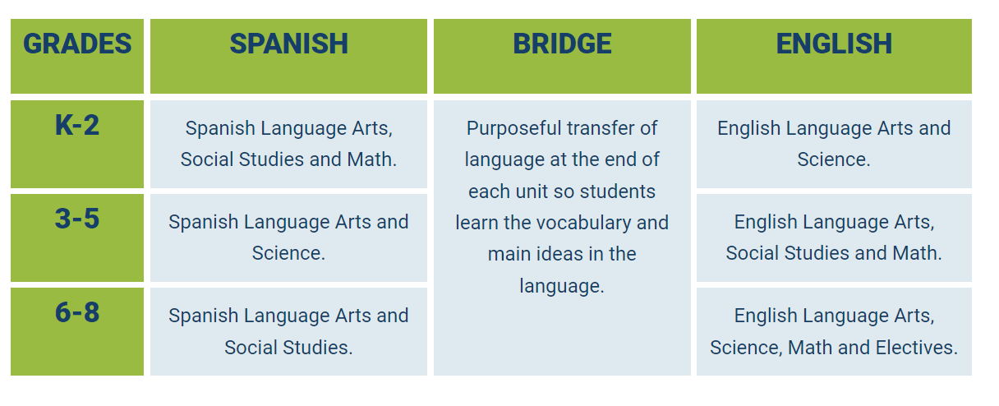 GRADES
SPANISH
BRIDGE
ENGLISH
K-2
Spanish Language Arts,
Social Studies and Math.
Purposeful transfer of
language at the end of
each unit so students
learn the vocabulary and
main ideas in the
language.
English Language Arts and
Science.
3-5
Spanish Language Arts and
Science.
English Language Arts,
Social Studies and Math.
6-8
Spanish Language Arts and
Social Studies.
English Language Arts,
Science, Math and Electives.